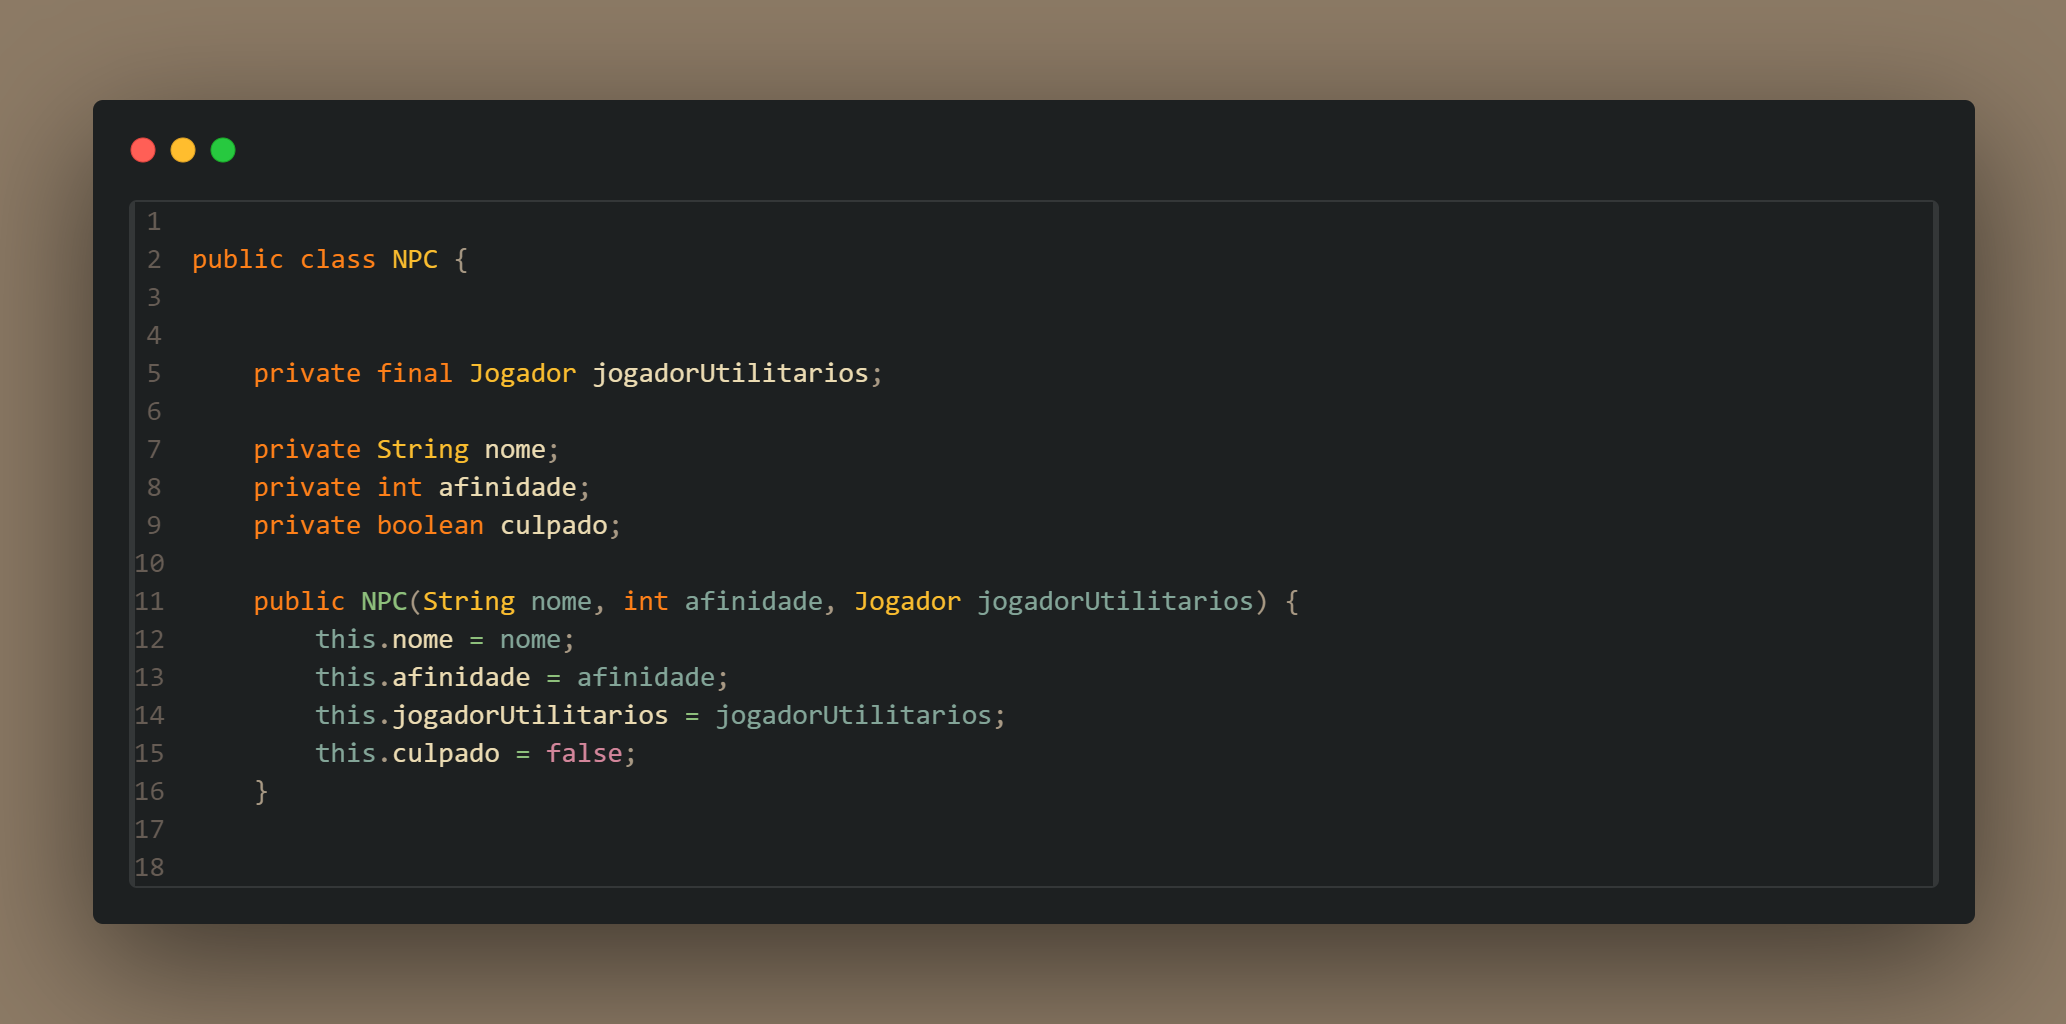 1
2 public class NPC {
3
4
5     private final Jogador jogadorUtilitarios;
6
7     private String nome;
8     private int afinidade;
9     private boolean culpado;
10
11     public NPC(String nome, int afinidade, Jogador jogadorUtilitarios) {
12         this.nome = nome;
13         this.afinidade = afinidade;
14         this.jogadorUtilitarios = jogadorUtilitarios;
15         this.culpado = false;
16     }
17
18